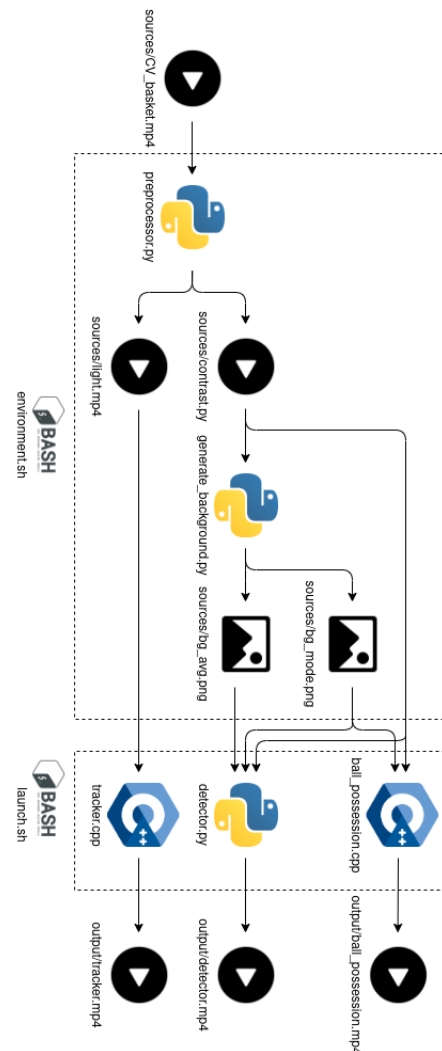 sources/CV_basket.mp4
preprocessor.py
sources/light.mp4
sources/contrast.py
generate_background.py
sources/bg_avg.png
sources/bg_mode.png
BASH
environment.sh
tracker.cpp
detector.py
ball_possession.cpp
C
++
C
++
BASH
launch.sh
output/tracker.mp4
output/detector.mp4
output/ball_possession.mp4